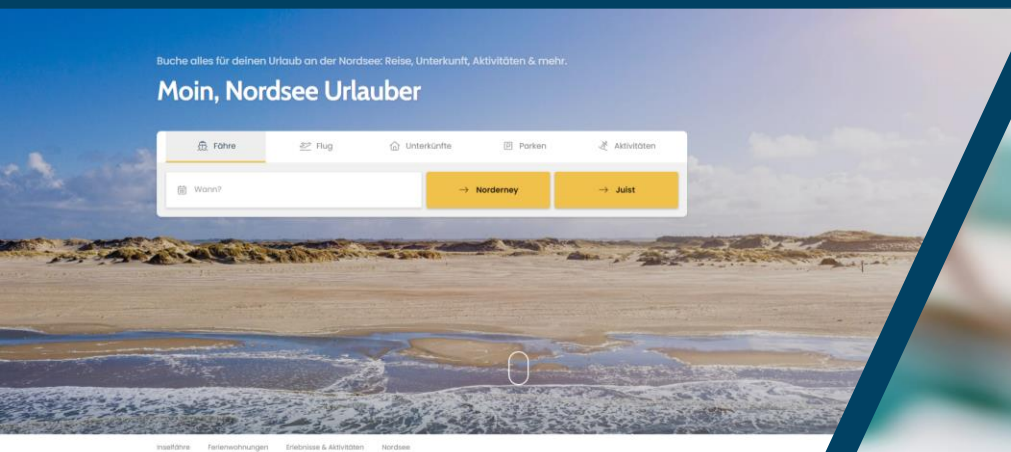 Buche alles für deinen Urlaub an der Nordsee: Reise, Unterkunft, Aktivitäten & mehr.
Moin, Nordsee Urlauber
Fähre Flug Unterkünfte Parken Aktivitäten
Wann? → Norderney → Juist
Inselfähre Ferienwohnungen Erlebnisse & Aktivitäten Nordsee